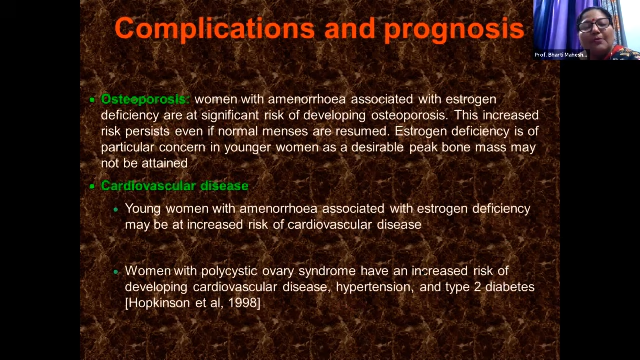 Complications and prognosis
Prof. Bharti Mahesh...
• Osteoporosis: women with amenorrhoea associated with estrogen
deficiency are at significant risk of developing osteoporosis. This increased
risk persists even if normal menses are resumed. Estrogen deficiency is of
particular concern in younger women as a desirable peak bone mass may
not be attained
• Cardiovascular disease
• Young women with amenorrhoea associated with estrogen deficiency
may be at increased risk of cardiovascular disease
• Women with polycystic ovary syndrome have an increased risk of
developing cardiovascular disease, hypertension, and type 2 diabetes
[Hopkinson et al, 1998]